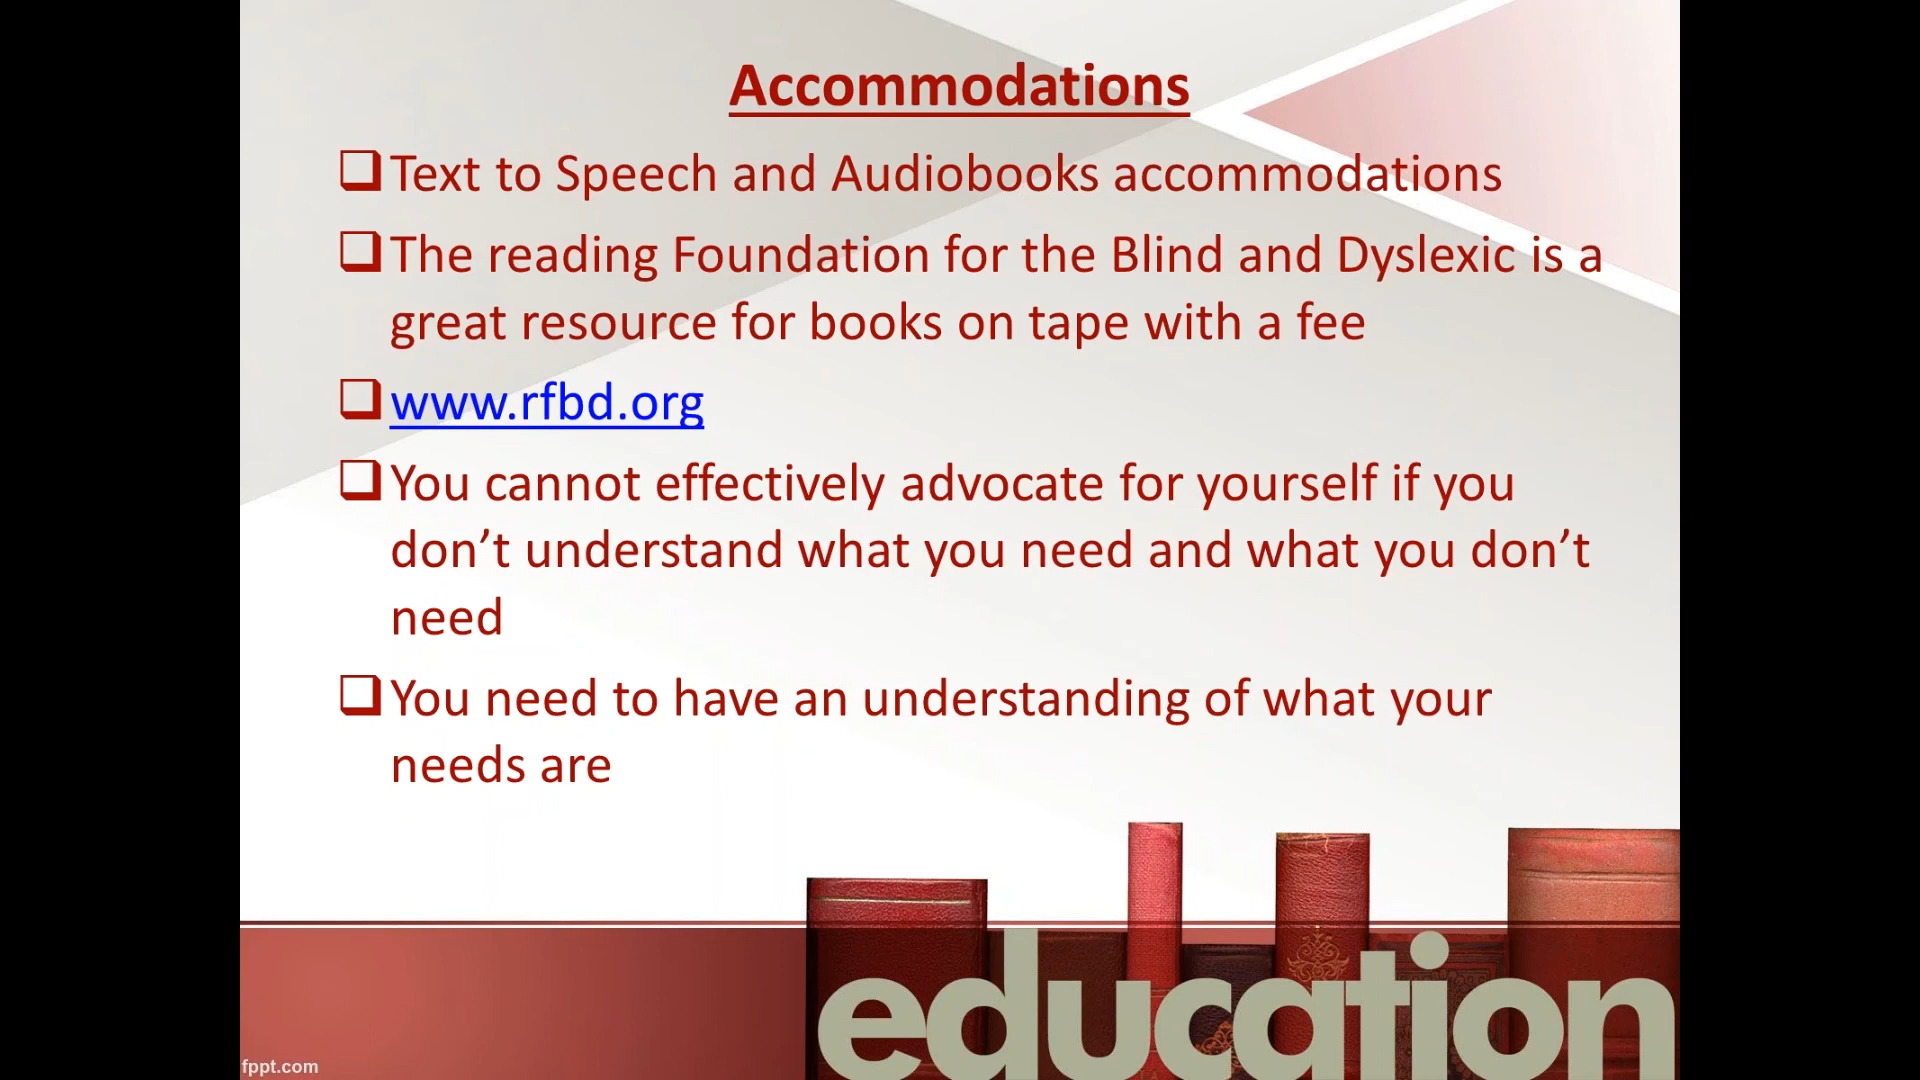 Accommodations
Text to Speech and Audiobooks accommodations
The reading Foundation for the Blind and Dyslexic is a
great resource for books on tape with a fee
www.rfbd.org
You cannot effectively advocate for yourself if you
don’t understand what you need and what you don’t
need
You need to have an understanding of what your
needs are
education
fppt.com